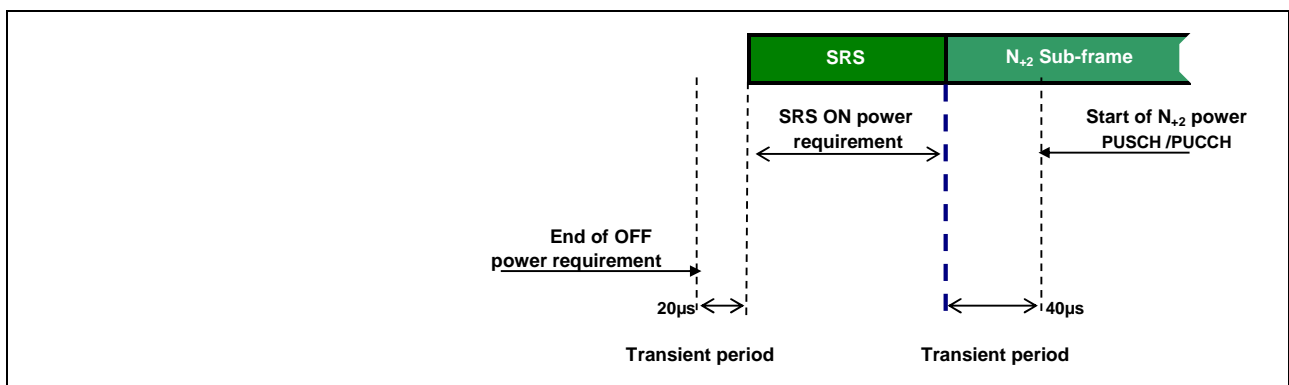 SRS
N+2 Sub-frame
SRS ON power
requirement
Start of N+2 power
PUSCH /PUCCH
End of OFF
power requirement
20µs
40µs
Transient period
Transient period